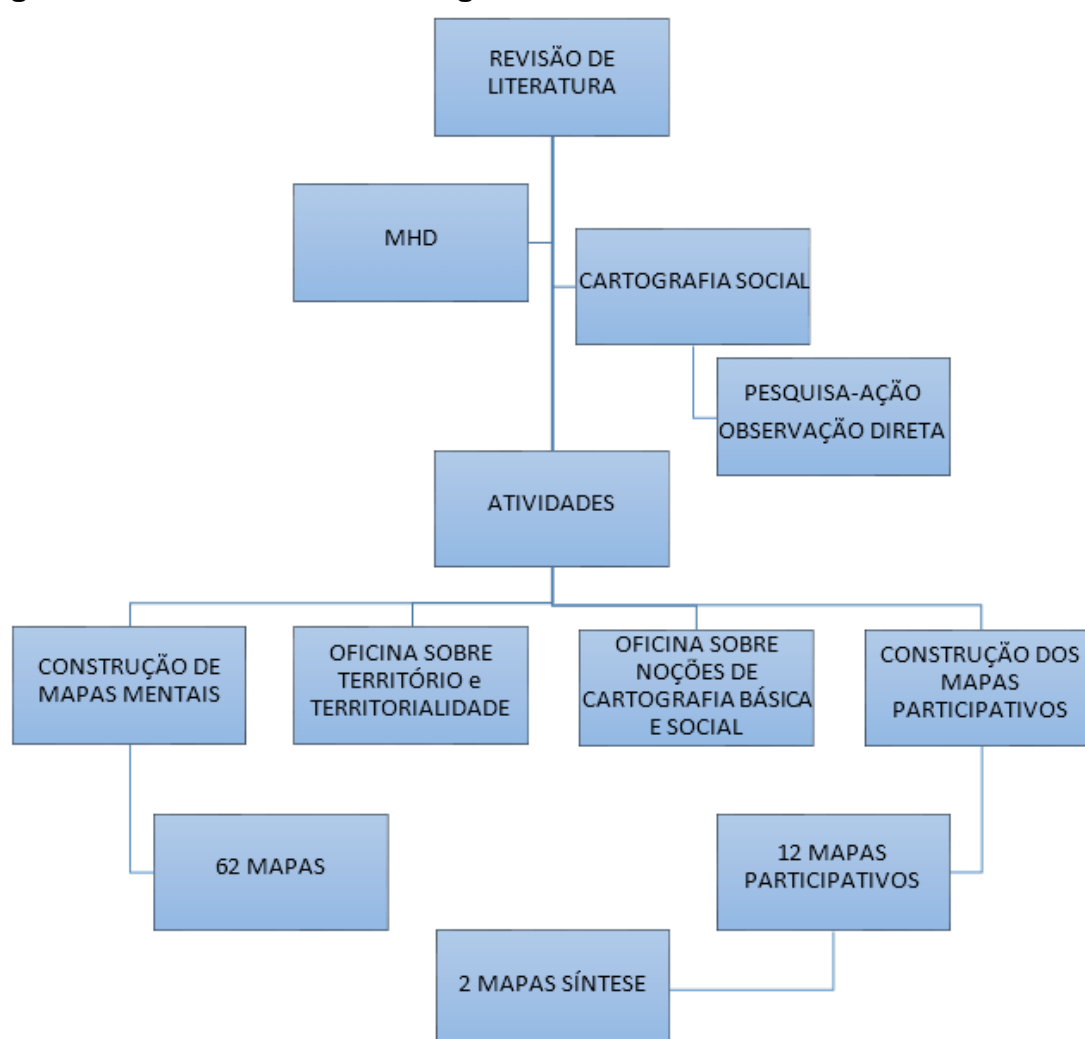 REVISÃO DE
LITERATURA
MHD
CARTOGRAFIA SOCIAL
PESQUISA-AÇÃO
OBSERVAÇÃO DIRETA
ATIVIDADES
CONSTRUÇÃO DE
MAPAS MENTAIS
OFICINA SOBRE
TERRITÓRIO e
TERRITORIALIDADE
OFICINA SOBRE
NOÇÕES DE
CARTOGRAFIA BÁSICA
E SOCIAL
CONSTRUÇÃO DOS
MAPAS
PARTICIPATIVOS
62 MAPAS
12 MAPAS
PARTICIPATIVOS
2 MAPAS SÍNTESE